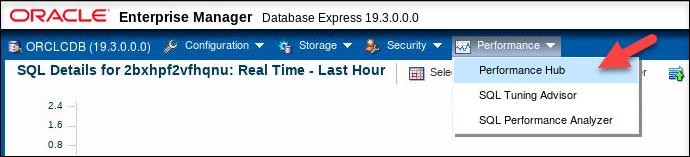 ORACLE Enterprise Manager Database Express 19.3.0.0.0
ORCLCDB (19.3.0.0.0) Configuration Storage Security Performance
SQL Details for 2bxhpf2vfhqnu: Real Time - Last Hour
Performance Hub
SQL Tuning Advisor
SQL Performance Analyzer
2.4
1.6
0.8